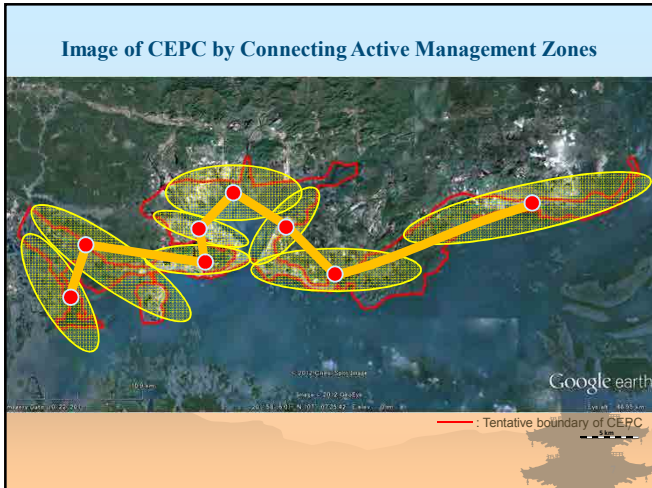 Image of CEPC by Connecting Active Management Zones
© 2012 Cnes/Spot Image
Image © 2012 GeoEye
Google earth
: Tentative boundary of CEPC
5 km